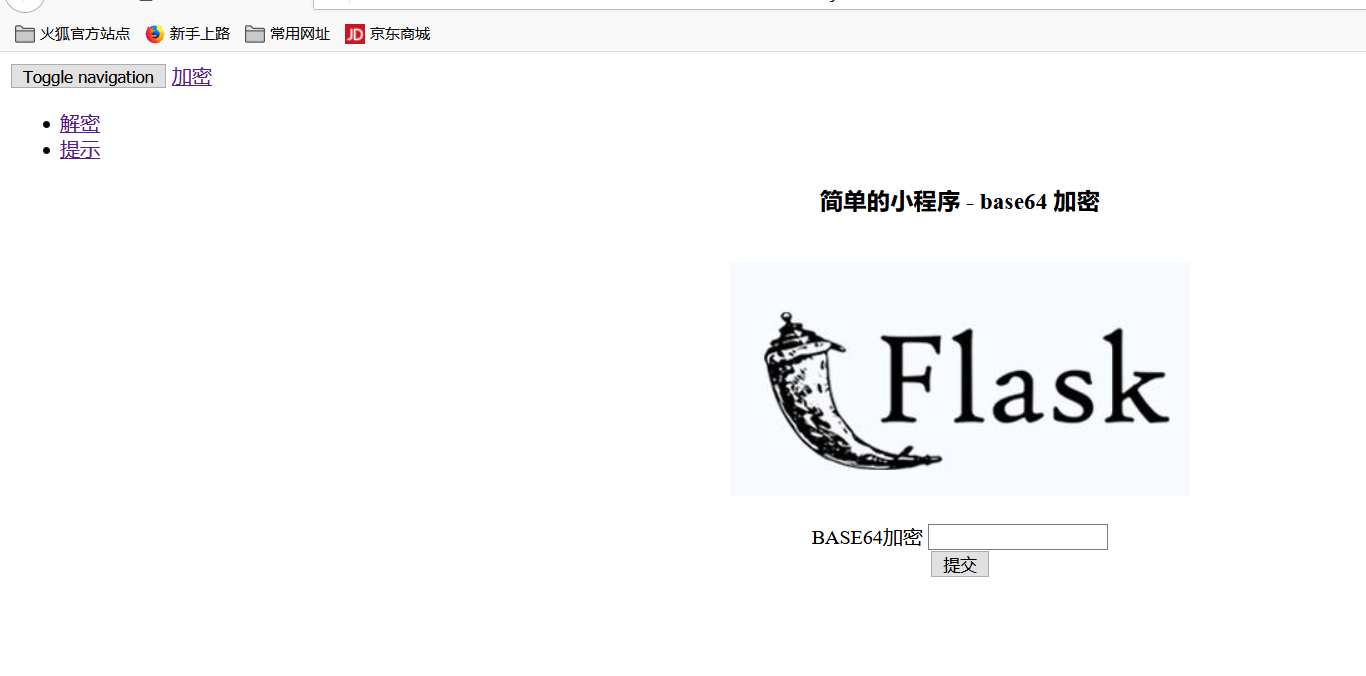 火狐官方站点 新手上路 常用网址 JD 京东商城
Toggle navigation 加密
解密
提示
简单的小程序 - base64 加密
Flask
BASE64加密
提交